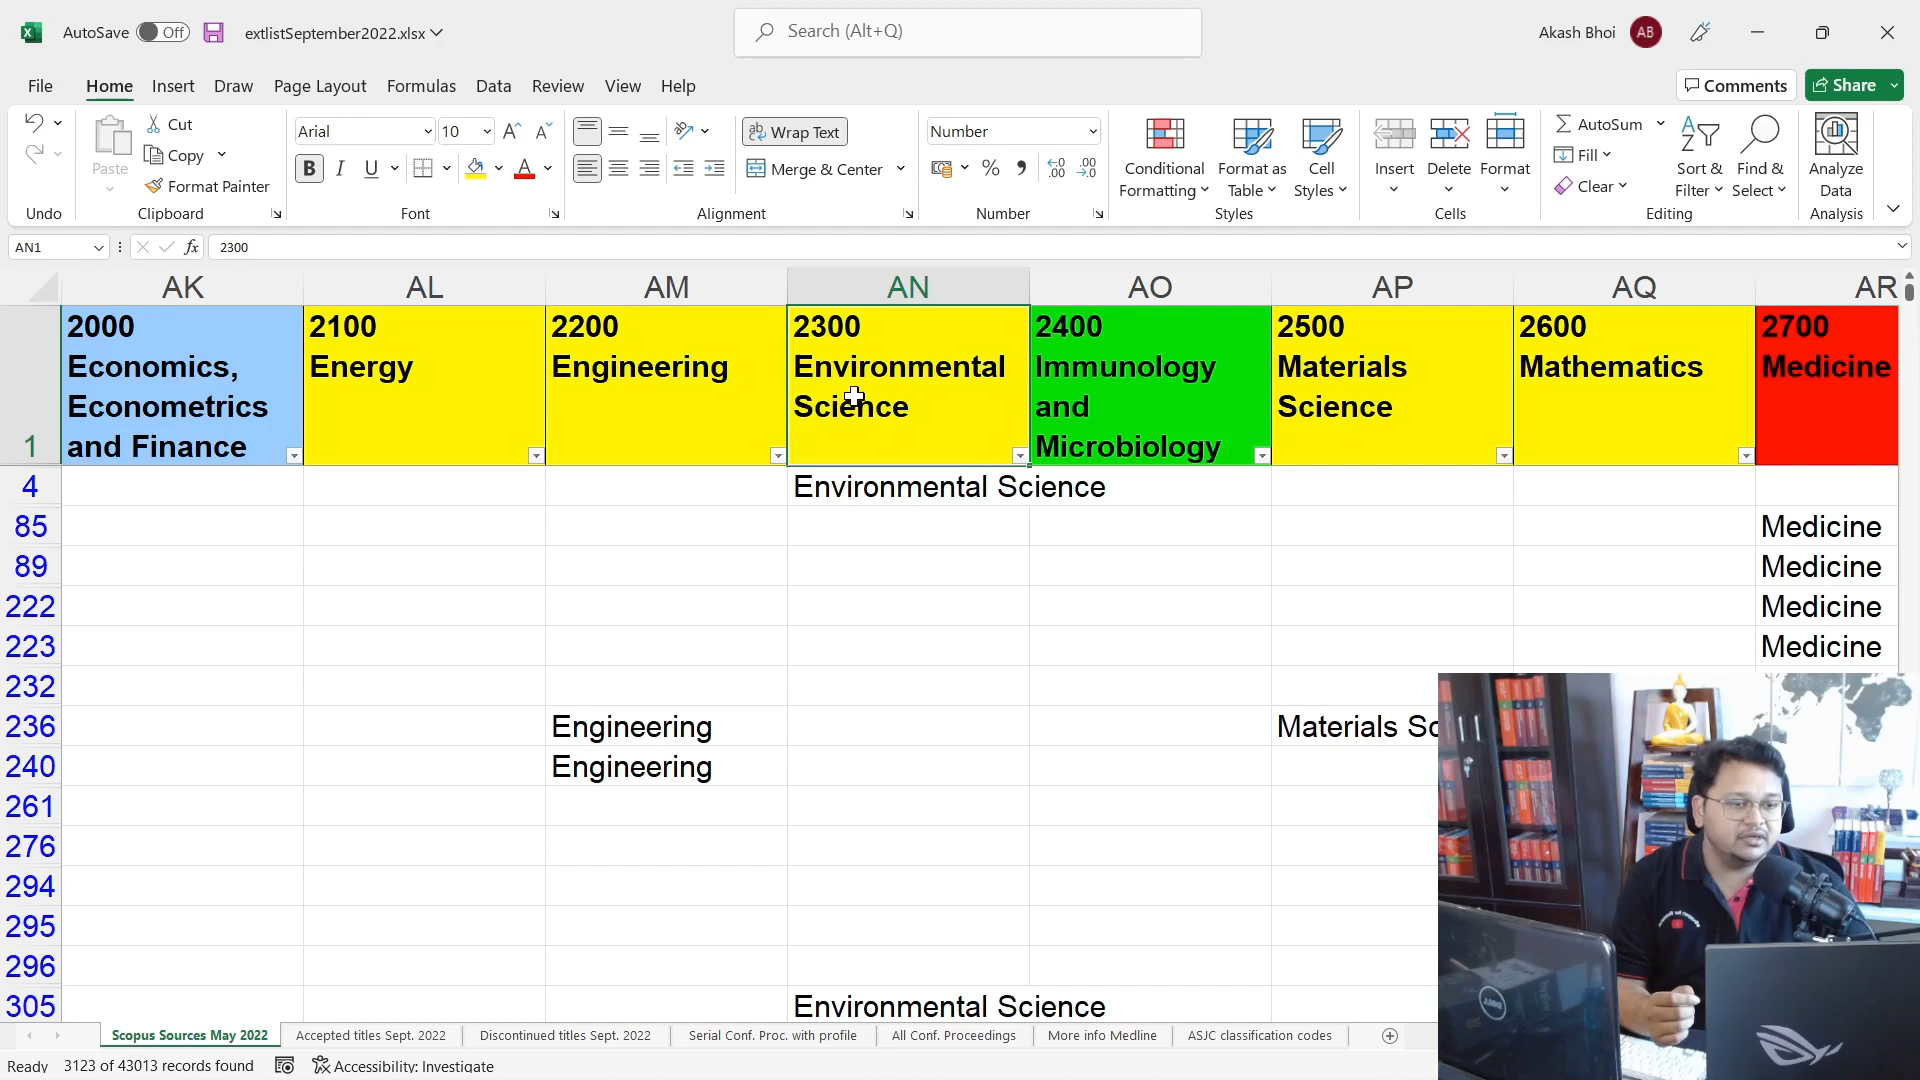 AutoSave Off extlistSeptember2022.xlsx Search (Alt+Q) Akash Bhoi AB
File Home Insert Draw Page Layout Formulas Data Review View Help Comments Share
Paste
Cut
Copy
Format Painter
Arial 10
B I U
A
Wrap Text
Merge & Center
Number
%
Conditional Formatting
Format as Table
Cell Styles
Insert
Delete
Format
AutoSum
Fill
Clear
Sort & Filter
Find & Select
Analyze Data
Undo Clipboard Font Alignment Number Styles Cells Editing Analysis
AN1 fx 2300
AK AL AM AN AO AP AQ AR
1
2000
Economics,
Econometrics
and Finance
2100
Energy
2200
Engineering
2300
Environmental
Science
2400
Immunology
and
Microbiology
2500
Materials
Science
2600
Mathematics
2700
Medicine
4 Environmental Science
85 Medicine
89 Medicine
222 Medicine
223 Medicine
232
236 Engineering Materials Sc
240 Engineering
261
276
294
295
296
305 Environmental Science
Scopus Sources May 2022 Accepted titles Sept. 2022 Discontinued titles Sept. 2022 Serial Conf. Proc. with profile All Conf. Proceedings More info Medline ASJC classification codes
Ready 3123 of 43013 records found Accessibility: Investigate
DELL